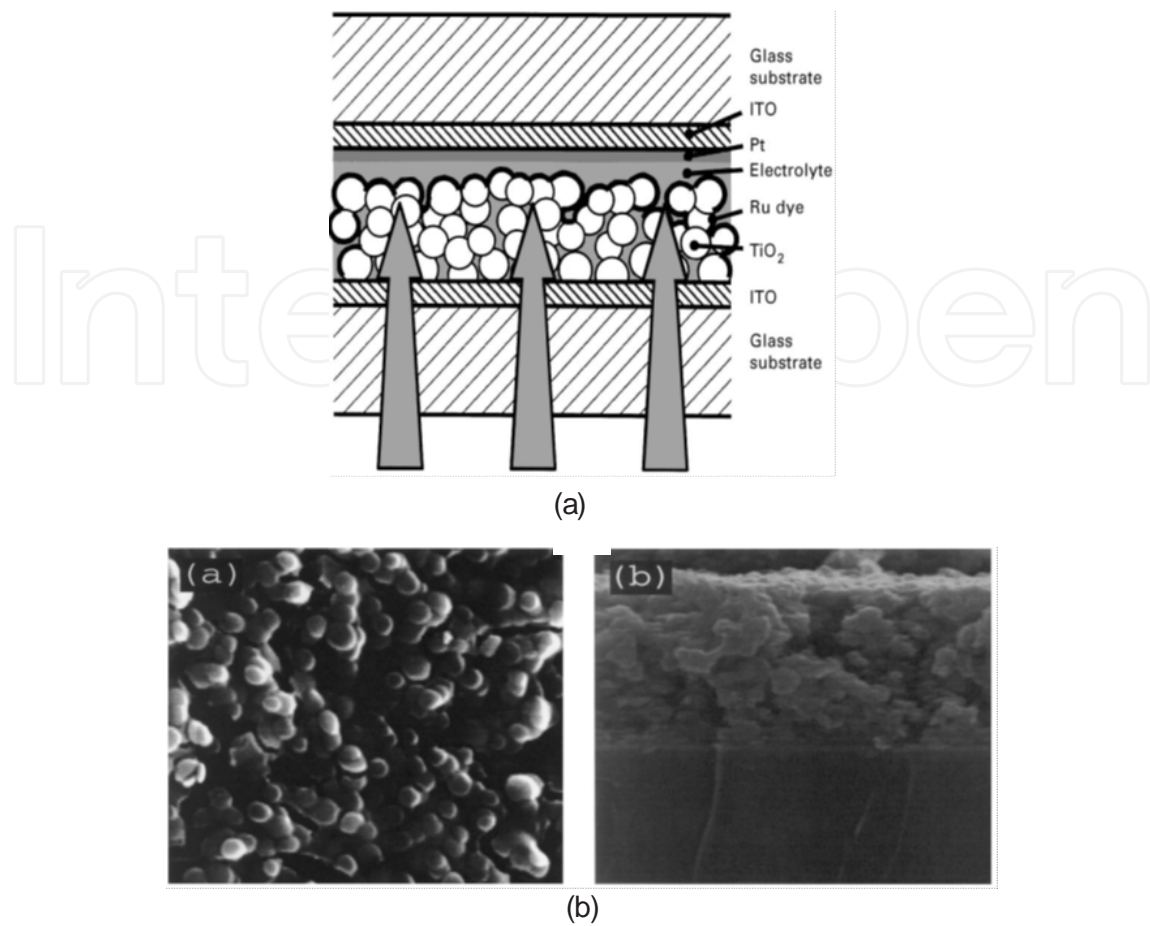 Glass
substrate
ITO
Pt
Electrolyte
Ru dye
TiO₂
ITO
Glass
substrate
(a)
(a)
(b)
(b)